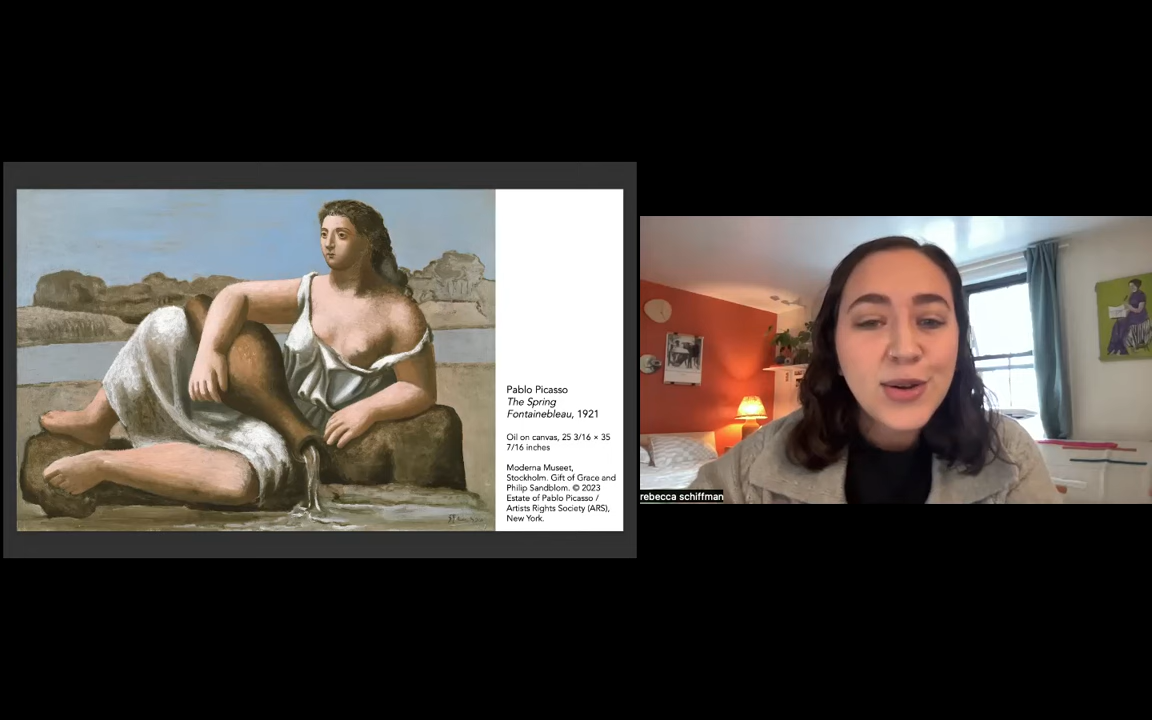 Pablo Picasso
The Spring
Fontainebleau, 1921
Oil on canvas, 25 3/16 × 35
7/16 inches
Moderna Museet,
Stockholm. Gift of Grace and
Philip Sandblom. © 2023
Estate of Pablo Picasso /
Artists Rights Society (ARS),
New York.
rebecca schiffman